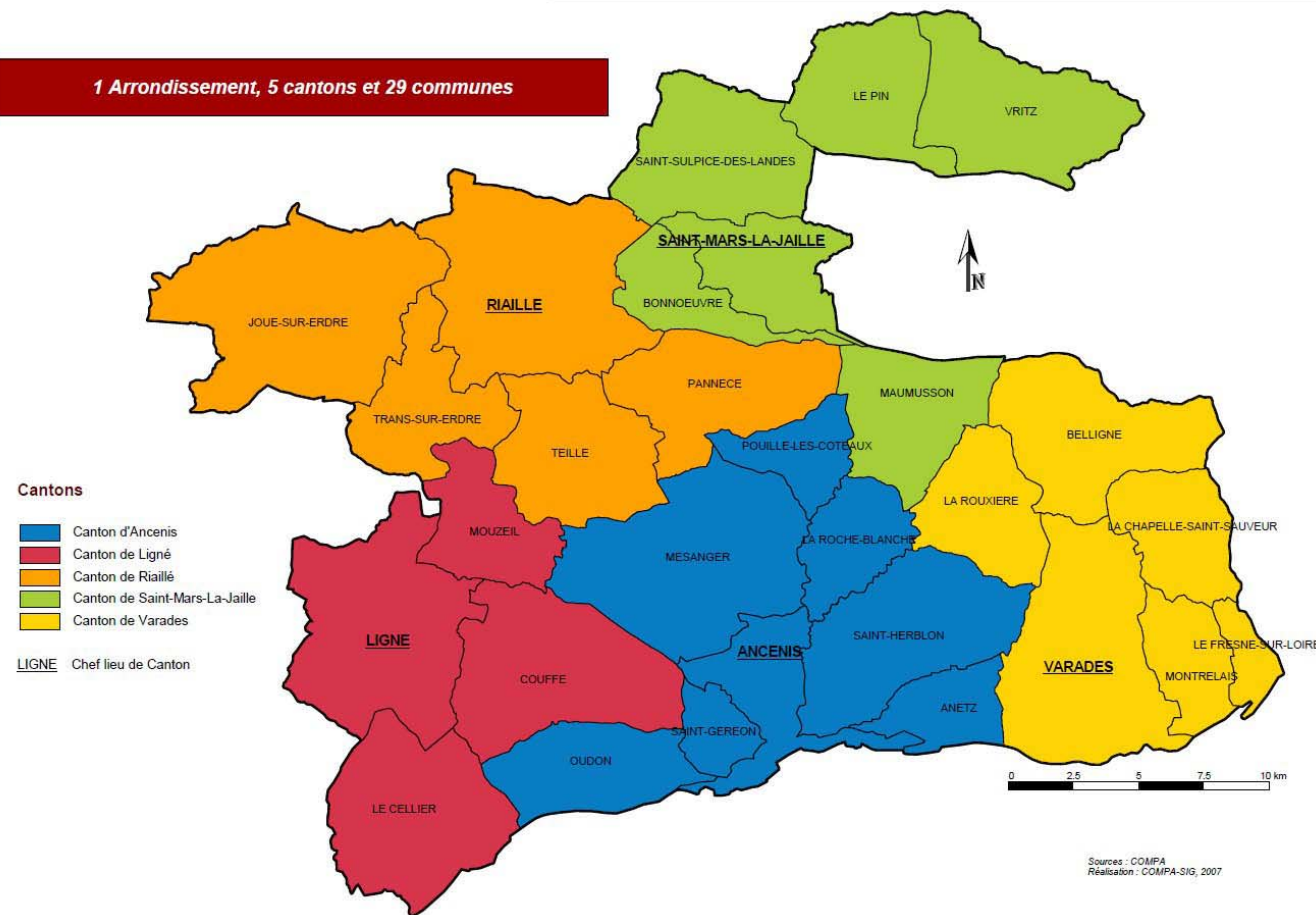 1 Arrondissement, 5 cantons et 29 communes
LE PIN
VRITZ
SAINT-SULPICE-DES-LANDES
SAINT-MARS-LA-JAILLE
N
BONNOEUVRE
RIAILLE
JOUE-SUR-ERDRE
PANNECE
MAUMUSSON
TRANS-SUR-ERDRE
BELLIGNE
POUILLE-LES-COTEAUX
TEILLE
LA ROUXIERE
LA CHAPELLE-SAINT-SAUVEUR
MOUZEIL
LA ROCHE-BLANCHE
MESANGER
SAINT-HERBLON
LIGNE
ANCENIS
LE FRESNE-SUR-LOIRE
VARADES
MONTRELAIS
COUFFE
ANETZ
SAINT-GEREON
OUDON
LE CELLIER
Cantons
Canton d'Ancenis
Canton de Ligné
Canton de Riaillé
Canton de Saint-Mars-La-Jaille
Canton de Varades
LIGNE Chef lieu de Canton
0 2.5 5 7.5 10 km
Sources : COMPA
Réalisation : COMPA-SIG, 2007